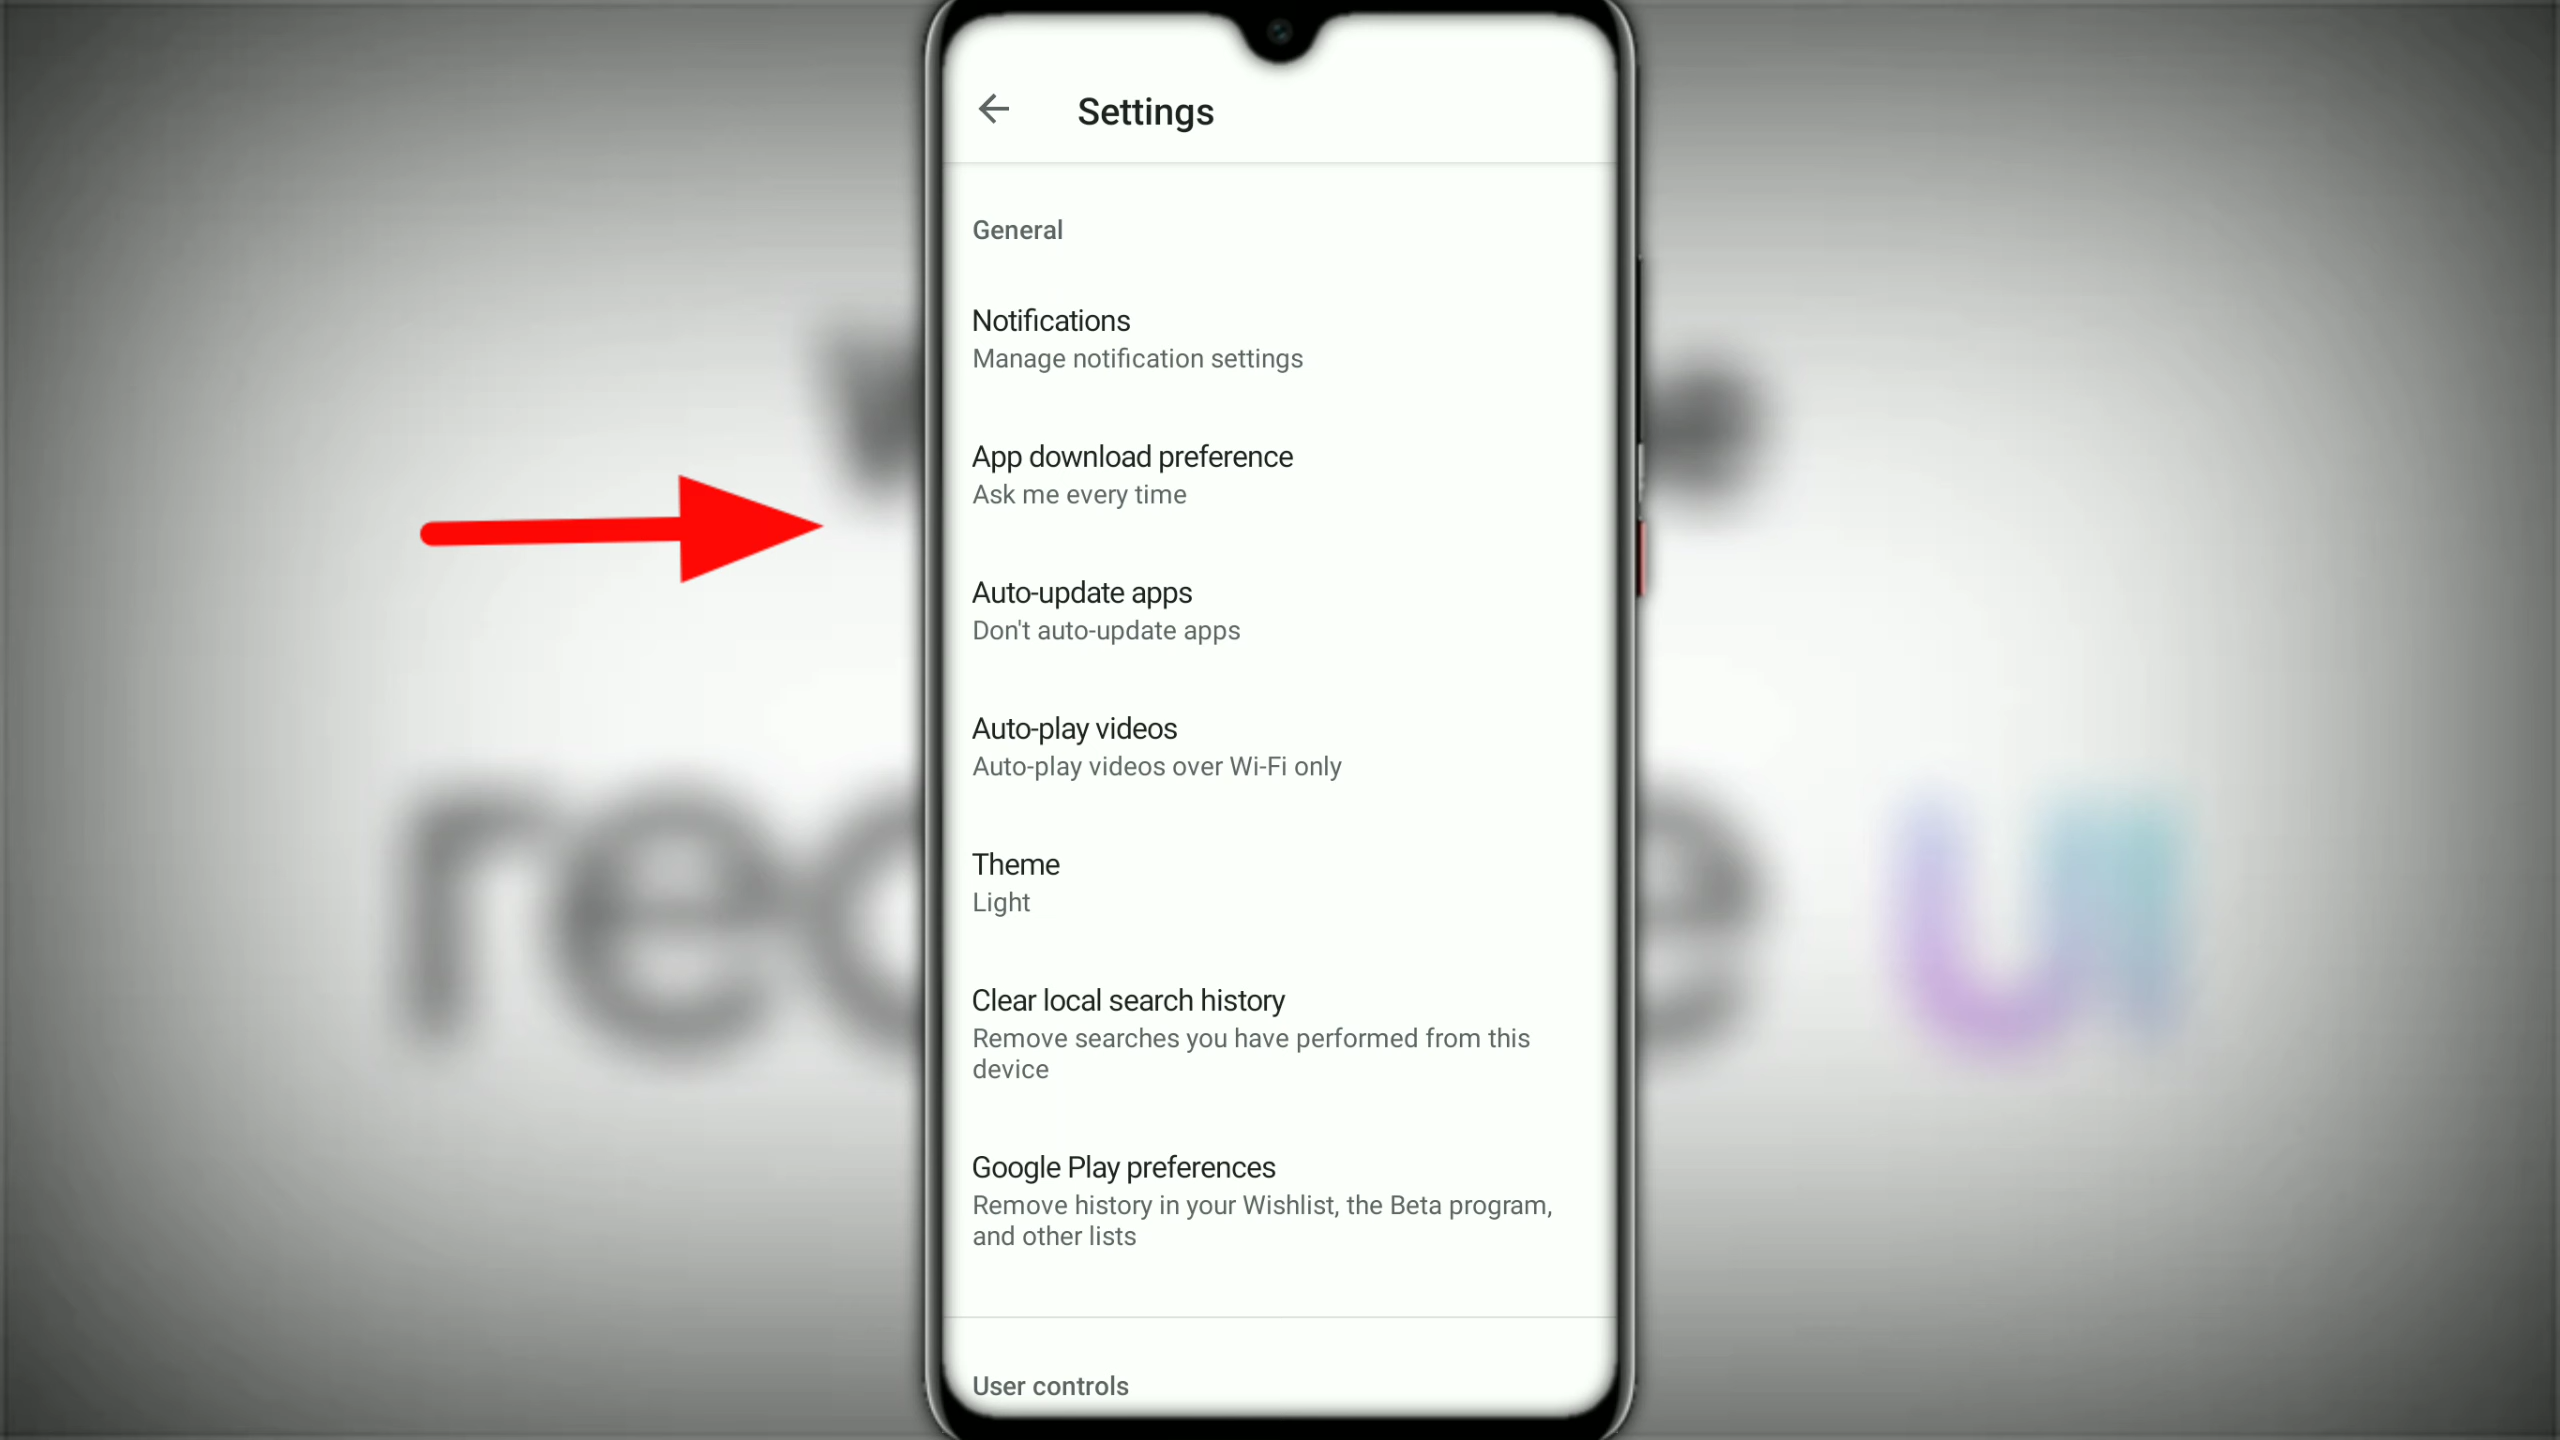 Settings
General
Notifications
Manage notification settings
App download preference
Ask me every time
Auto-update apps
Don't auto-update apps
Auto-play videos
Auto-play videos over Wi-Fi only
Theme
Light
Clear local search history
Remove searches you have performed from this
device
Google Play preferences
Remove history in your Wishlist, the Beta program,
and other lists
User controls